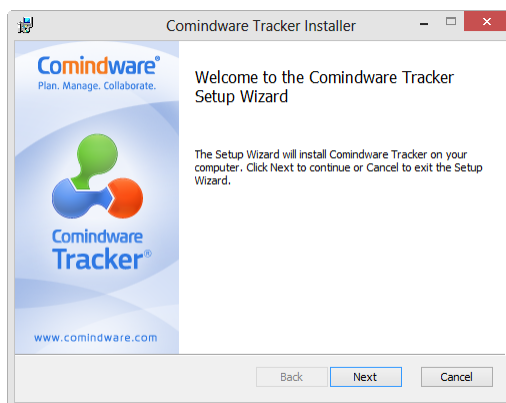 Comindware Tracker Installer
Comindware®
Plan. Manage. Collaborate.
Welcome to the Comindware Tracker
Setup Wizard
The Setup Wizard will install Comindware Tracker on your
computer. Click Next to continue or Cancel to exit the Setup
Wizard.
Comindware
Tracker®
www.comindware.com
Back
Next
Cancel